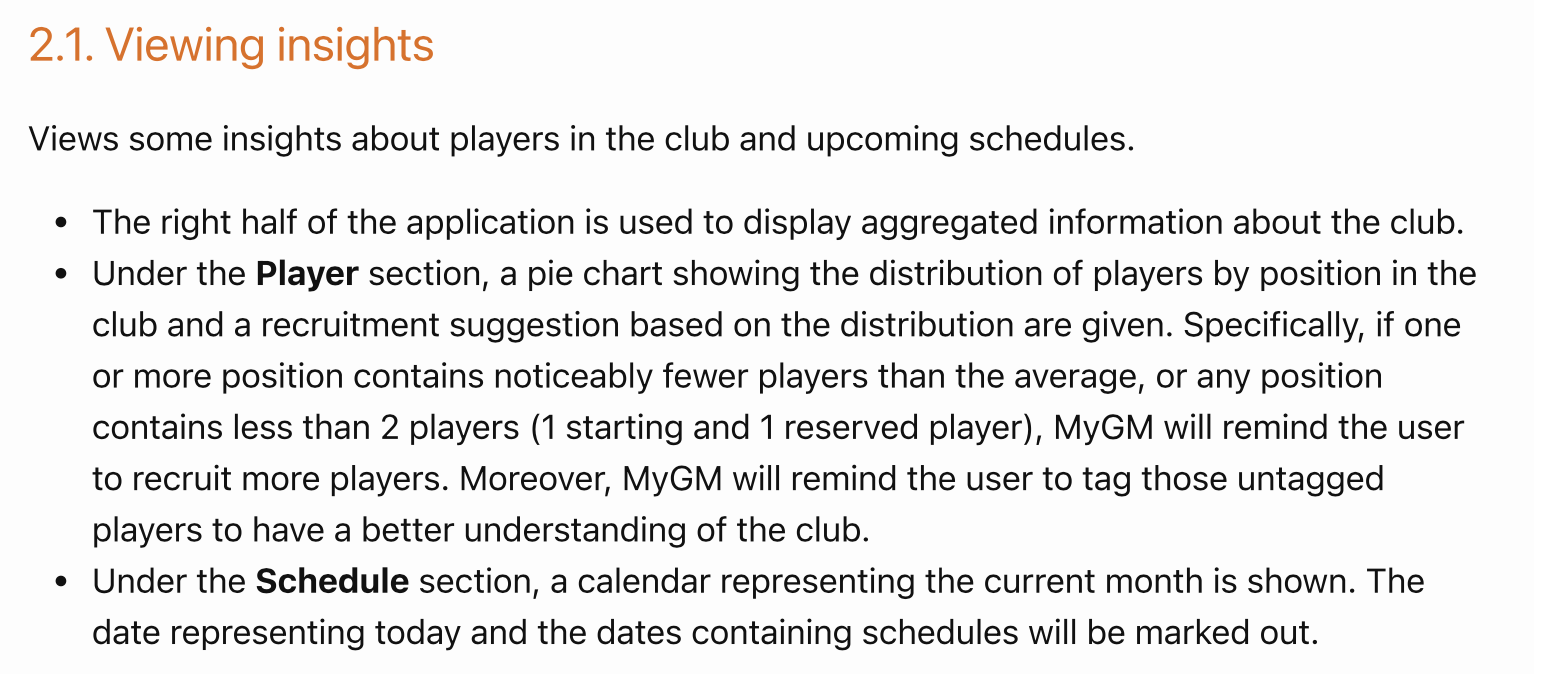 2.1. Viewing insights
Views some insights about players in the club and upcoming schedules.
• The right half of the application is used to display aggregated information about the club.
• Under the Player section, a pie chart showing the distribution of players by position in the
club and a recruitment suggestion based on the distribution are given. Specifically, if one
or more position contains noticeably fewer players than the average, or any position
contains less than 2 players (1 starting and 1 reserved player), MyGM will remind the user
to recruit more players. Moreover, MyGM will remind the user to tag those untagged
players to have a better understanding of the club.
• Under the Schedule section, a calendar representing the current month is shown. The
date representing today and the dates containing schedules will be marked out.